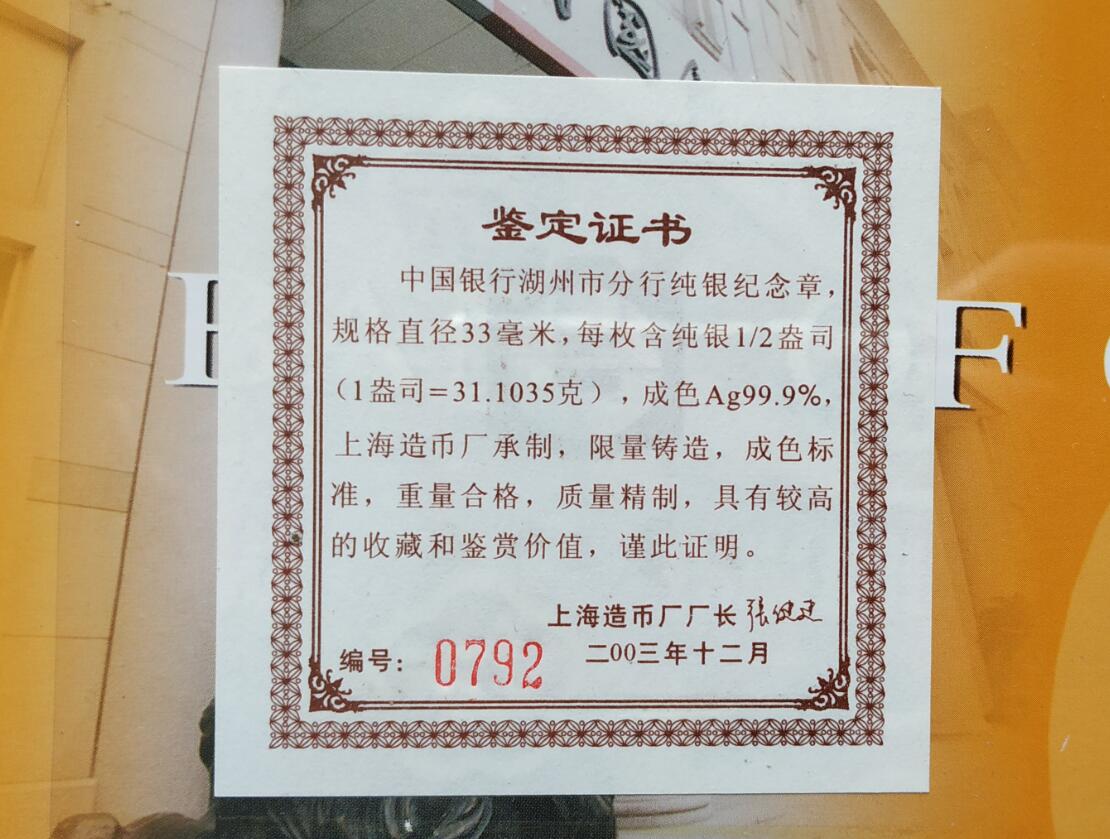 中国
鉴定证书
中国银行湖州市分行纯银纪念章,
规格直径33毫米,每枚含纯银1/2盎司
(1盎司=31.1035克),成色Ag99.9%,
上海造币厂承制,限量铸造,成色标
准,重量合格,质量精制,具有较高
的收藏和鉴赏价值,谨此证明。
上海造币厂厂长
编号: 0792 二00三年十二月
F